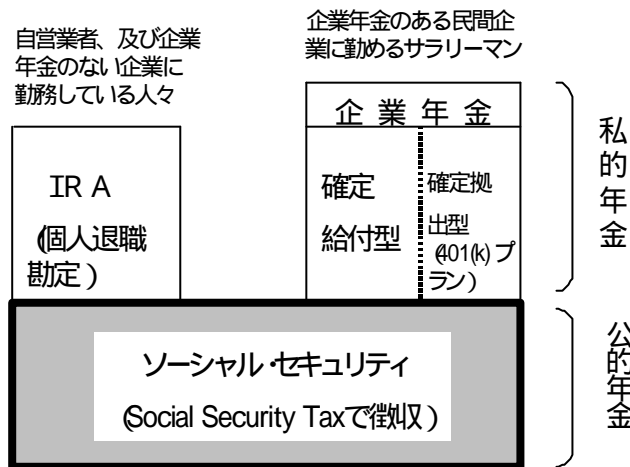 自営業者、及び企業
年金のない企業に
勤務している人々
企業年金のある民間企
業に勤めるサラリーマン
企 業 年 金
IR A
(個人退職
勘定)
確定
給付型
確定拠
出型
(401(k) プ
ラン)
私的年金
ソーシャル・セキュリティ
(Social Security Taxで徴収)
公的年金